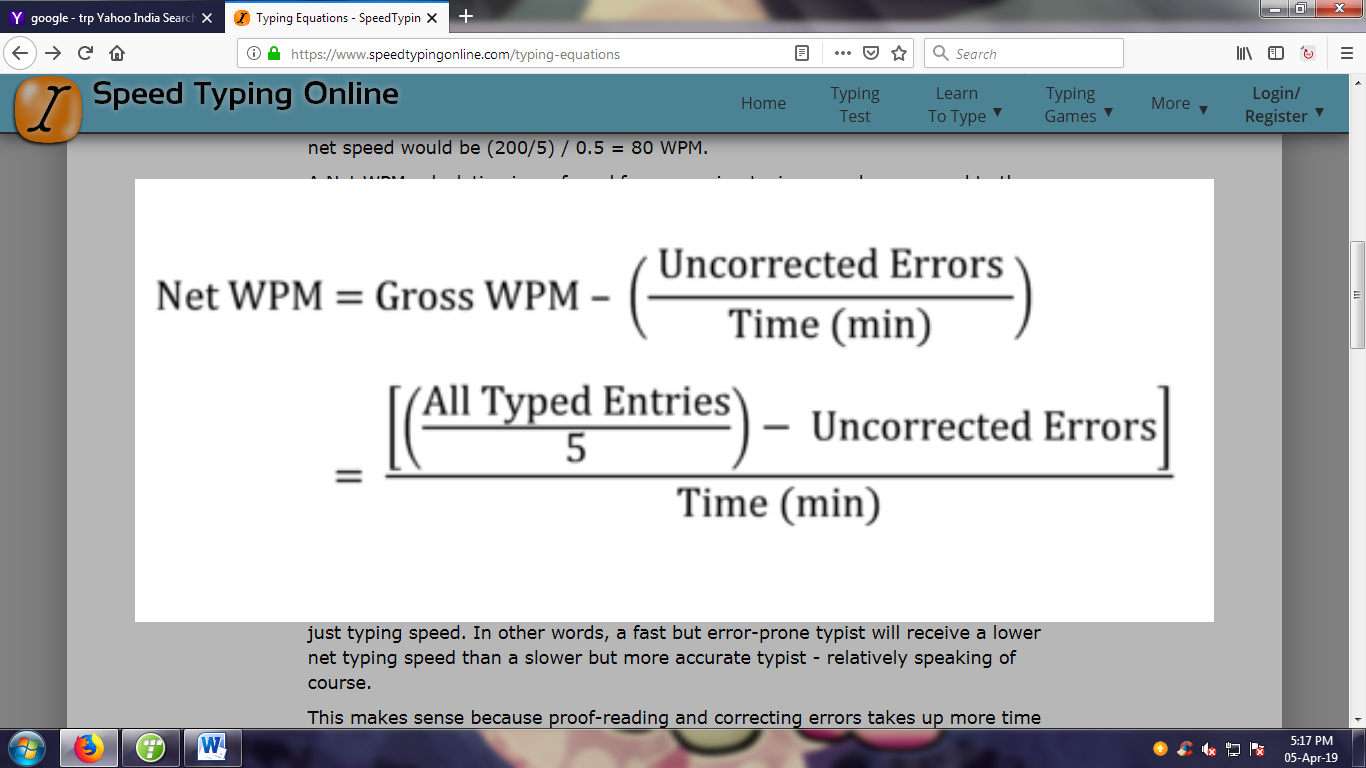 google - trp Yahoo India Search
Typing Equations - SpeedTypin
https://www.speedtypingonline.com/typing-equations
Search
Speed Typing Online
Home
Typing Test
Learn To Type
Typing Games
More
Login/ Register
net speed would be (200/5) / 0.5 = 80 WPM.
Net WPM = Gross WPM – (Uncorrected Errors / Time (min))
= [(All Typed Entries / 5) – Uncorrected Errors] / Time (min)
just typing speed. In other words, a fast but error-prone typist will receive a lower
net typing speed than a slower but more accurate typist - relatively speaking of
course.
This makes sense because proof-reading and correcting errors takes up more time
5:17 PM
05-Apr-19